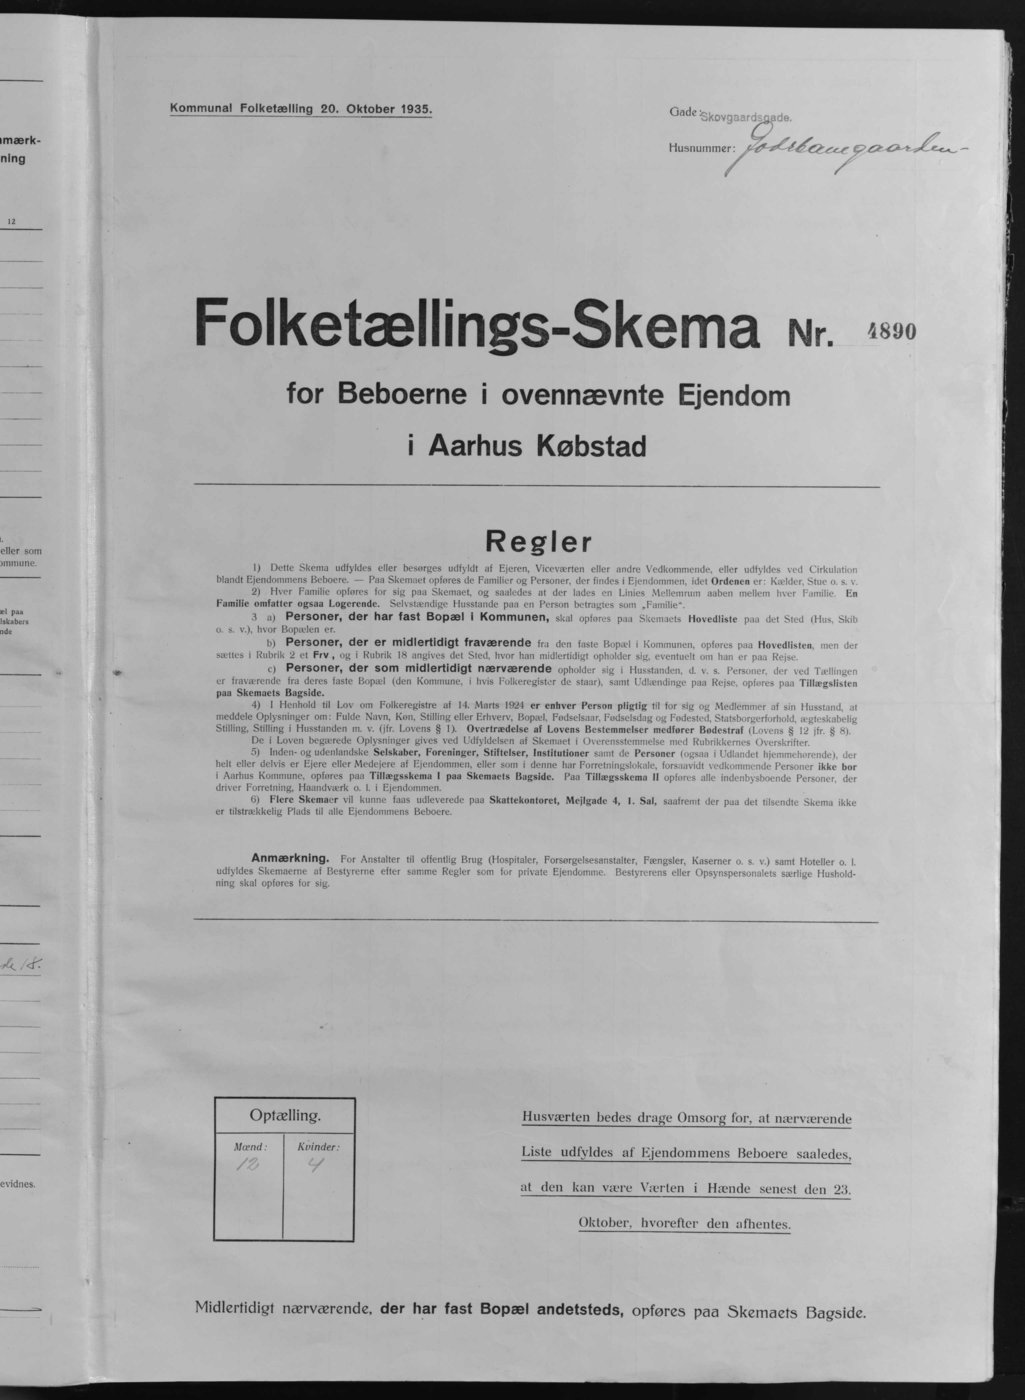 mærk-
ning
12
eller som
ommune.
el paa
lskabers
nde
de 18.
evidnes.
Kommunal Folketælling 20. Oktober 1935.
Gade: Skovgaardsgade.
Husnummer: Godsbanegaarden-
Folketællings-Skema Nr. 4890
for Beboerne i ovennævnte Ejendom
i Aarhus Købstad
Regler
1) Dette Skema udfyldes eller besørges udfyldt af Ejeren, Viceværten eller andre Vedkommende, eller udfyldes ved Cirkulation
blandt Ejendommens Beboere. — Paa Skemaet opføres de Familier og Personer, der findes i Ejendommen, idet Ordenen er: Kælder, Stue o. s. v.
2) Hver Familie opføres for sig paa Skemaet, og saaledes at der lades en Linies Mellemrum aaben mellem hver Familie. En
Familie omfatter ogsaa Logerende. Selvstændige Husstande paa en Person betragtes som „Familie“.
3 a) Personer, der har fast Bopæl i Kommunen, skal opføres paa Skemaets Hovedliste paa det Sted (Hus, Skib
o. s. v.), hvor Bopælen er.
b) Personer, der er midlertidigt fraværende fra den faste Bopæl i Kommunen, opføres paa Hovedlisten, men der
sættes i Rubrik 2 et Frv., og i Rubrik 18 angives det Sted, hvor han midlertidigt opholder sig, eventuelt om han er paa Rejse.
c) Personer, der som midlertidigt nærværende opholder sig i Husstanden, d. v. s. Personer, der ved Tællingen
er fraværende fra deres faste Bopæl (den Kommune, i hvis Folkeregister de staar), samt Udlændinge paa Rejse, opføres paa Tillægslisten
paa Skemaets Bagside.
4) I Henhold til Lov om Folkeregistre af 14. Marts 1924 er enhver Person pligtig til for sig og Medlemmer af sin Husstand, at
meddele Oplysninger om: Fulde Navn, Køn, Stilling eller Erhverv, Bopæl, Fødselsaar, Fødselsdag og Fødested, Statsborgerforhold, ægteskabelig
Stilling, Stilling i Husstanden m. v. (jfr. Lovens § 1). Overtrædelse af Lovens Bestemmelser medfører Bødestraf (Lovens § 12 jfr. § 8).
De i Loven begærede Oplysninger gives ved Udfyldelsen af Skemaet i Overensstemmelse med Rubrikkernes Overskrifter.
5) Inden- og udenlandske Selskaber, Foreninger, Stiftelser, Institutioner samt de Personer (ogsaa i Udlandet hjemmehørende), der
helt eller delvis er Ejere eller Medejere af Ejendommen, eller som i denne har Forretningslokale, forsaavidt vedkommende Personer ikke bor
i Aarhus Kommune, opføres paa Tillægsskema I paa Skemaets Bagside. Paa Tillægsskema II opføres alle indenbysboende Personer, der
driver Forretning, Haandværk o. l. i Ejendommen.
6) Flere Skemaer vil kunne faas udleverede paa Skattekontoret, Mejlgade 4, 1. Sal, saafremt der paa det tilsendte Skema ikke
er tilstrækkelig Plads til alle Ejendommens Beboere.
Anmærkning. For Anstalter til offentlig Brug (Hospitaler, Forsørgelsesanstalter, Fængsler, Kaserner o. s. v.) samt Hoteller o. l.
udfyldes Skemaerne af Bestyrerne efter samme Regler som for private Ejendomme. Bestyrerens eller Opsynspersonalets særlige Hushold-
ning skal opføres for sig.
Optælling.
Mænd: Kvinder:
12 4
Husværten bedes drage Omsorg for, at nærværende
Liste udfyldes af Ejendommens Beboere saaledes,
at den kan være Værten i Hænde senest den 23.
Oktober, hvorefter den afhentes.
Midlertidigt nærværende, der har fast Bopæl andetsteds, opføres paa Skemaets Bagside.